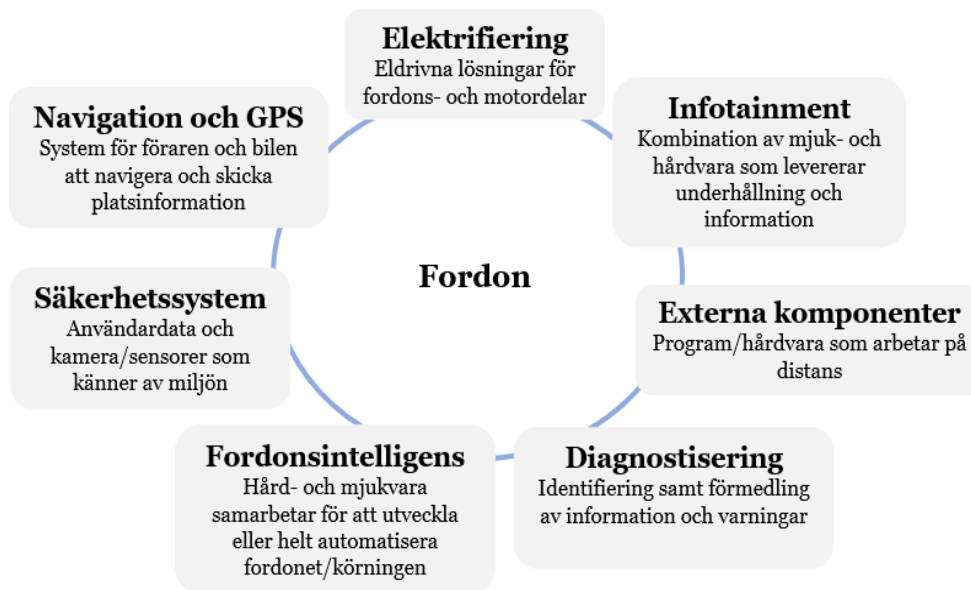 Elektrifiering
Eldrivna lösningar för
fordons- och motordelar
Infotainment
Kombination av mjuk- och
hårdvara som levererar
underhållning och
information
Externa komponenter
Program/hårdvara som arbetar på
distans
Diagnostisering
Identifiering samt förmedling
av information och varningar
Fordonsintelligens
Hård- och mjukvara
samarbetar för att utveckla
eller helt automatisera
fordonet/körningen
Säkerhetssystem
Användardata och
kamera/sensorer som
känner av miljön
Navigation och GPS
System för föraren och bilen
att navigera och skicka
platsinformation
Fordon